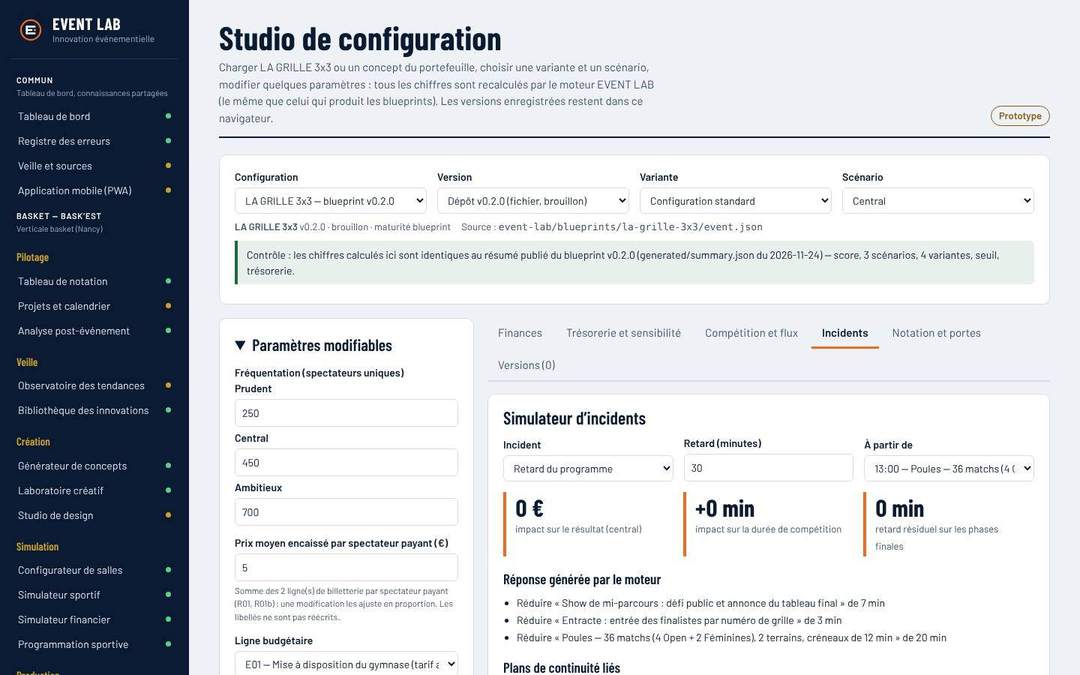 EVENT LAB
Innovation événementielle
COMMUN
Tableau de bord, connaissances partagées
Tableau de bord
Registre des erreurs
Veille et sources
Application mobile (PWA)
BASKET — BASK'EST
Verticale basket (Nancy)
Pilotage
Tableau de notation
Projets et calendrier
Analyse post-événement
Veille
Observatoire des tendances
Bibliothèque des innovations
Création
Générateur de concepts
Laboratoire créatif
Studio de design
Simulation
Configurateur de salles
Simulateur sportif
Simulateur financier
Programmation sportive
Studio de configuration
Charger LA GRILLE 3x3 ou un concept du portefeuille, choisir une variante et un scénario,
modifier quelques paramètres : tous les chiffres sont recalculés par le moteur EVENT LAB
(le même que celui qui produit les blueprints). Les versions enregistrées restent dans ce
navigateur.
Prototype
Configuration Version Variante Scénario
LA GRILLE 3x3 — blueprint v0.2.0 Dépôt v0.2.0 (fichier, brouillon) Configuration standard Central
LA GRILLE 3x3 v0.2.0 · brouillon · maturité blueprint Source : event-lab/blueprints/la-grille-3x3/event.json
Contrôle : les chiffres calculés ici sont identiques au résumé publié du blueprint v0.2.0 (generated/summary.json du 2026-11-24) — score, 3 scénarios, 4 variantes, seuil,
trésorerie.
▼ Paramètres modifiables
Fréquentation (spectateurs uniques)
Prudent
250
Central
450
Ambitieux
700
Prix moyen encaissé par spectateur payant (€)
5
Somme des 2 ligne(s) de billetterie par spectateur payant
(R01, R01b) : une modification les ajuste en proportion. Les
libellés ne sont pas réécrits.
Ligne budgétaire
E01 — Mise à disposition du gymnase (tarif
Finances Trésorerie et sensibilité Compétition et flux Incidents Notation et portes
Versions (0)
Simulateur d'incidents
Incident Retard (minutes) À partir de
Retard du programme 30 13:00 — Poules — 36 matchs (4
0 € +0 min 0 min
impact sur le résultat (central) impact sur la durée de compétition retard résiduel sur les phases
finales
Réponse générée par le moteur
• Réduire « Show de mi-parcours : défi public et annonce du tableau final » de 7 min
• Réduire « Entracte : entrée des finalistes par numéro de grille » de 3 min
• Réduire « Poules — 36 matchs (4 Open + 2 Féminines), 2 terrains, créneaux de 12 min » de 20 min
Plans de continuité liés